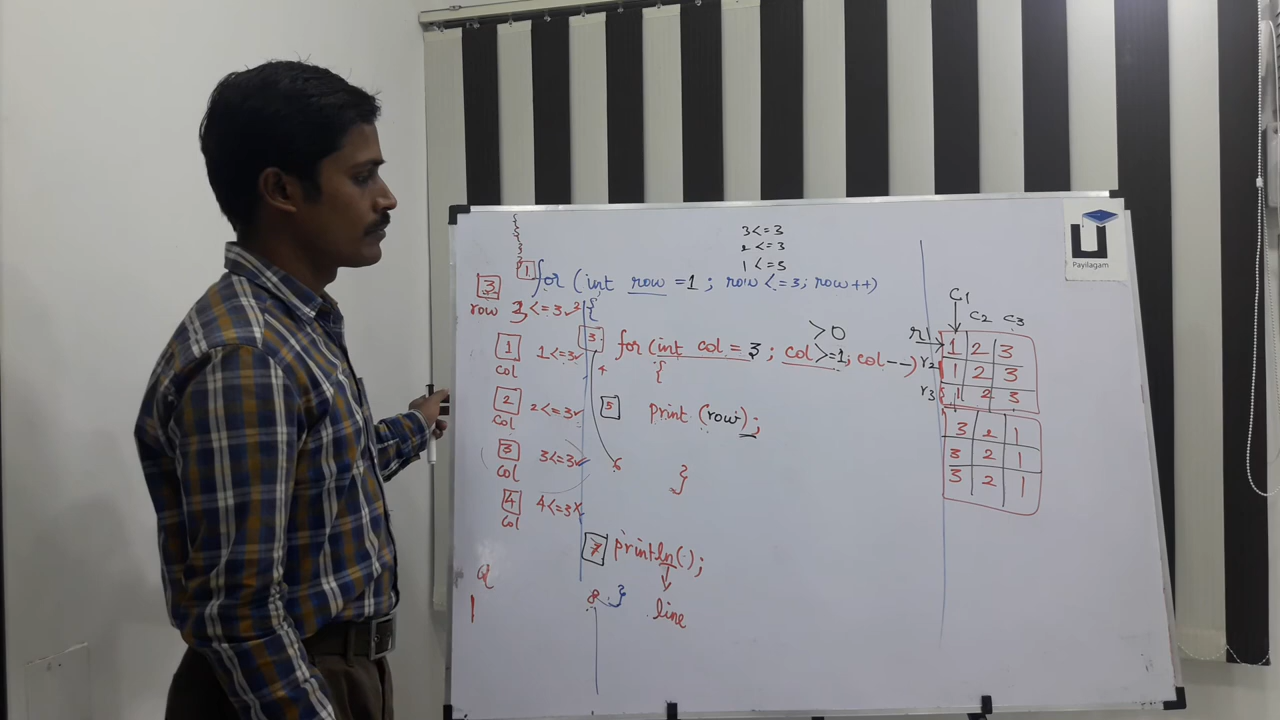 3<=3
2<=3
1<=5
1 for (int row =1 ; row <=3; row++)
3
row 3 <=3 2 {
3 for (int col = 3 ; col >=1; col--)
>0
1 1<=3
col
4 {
2 2<=3
col
5 print (row);
3 3<=3
col
6 }
4 4<=3x
col
7 println(.);
8 }
line
Payilagam
C1
C2 C3
r1 1 2 3
r2 1 2 3
r3 1 2 3
3 2 1
3 2 1
3 2 1